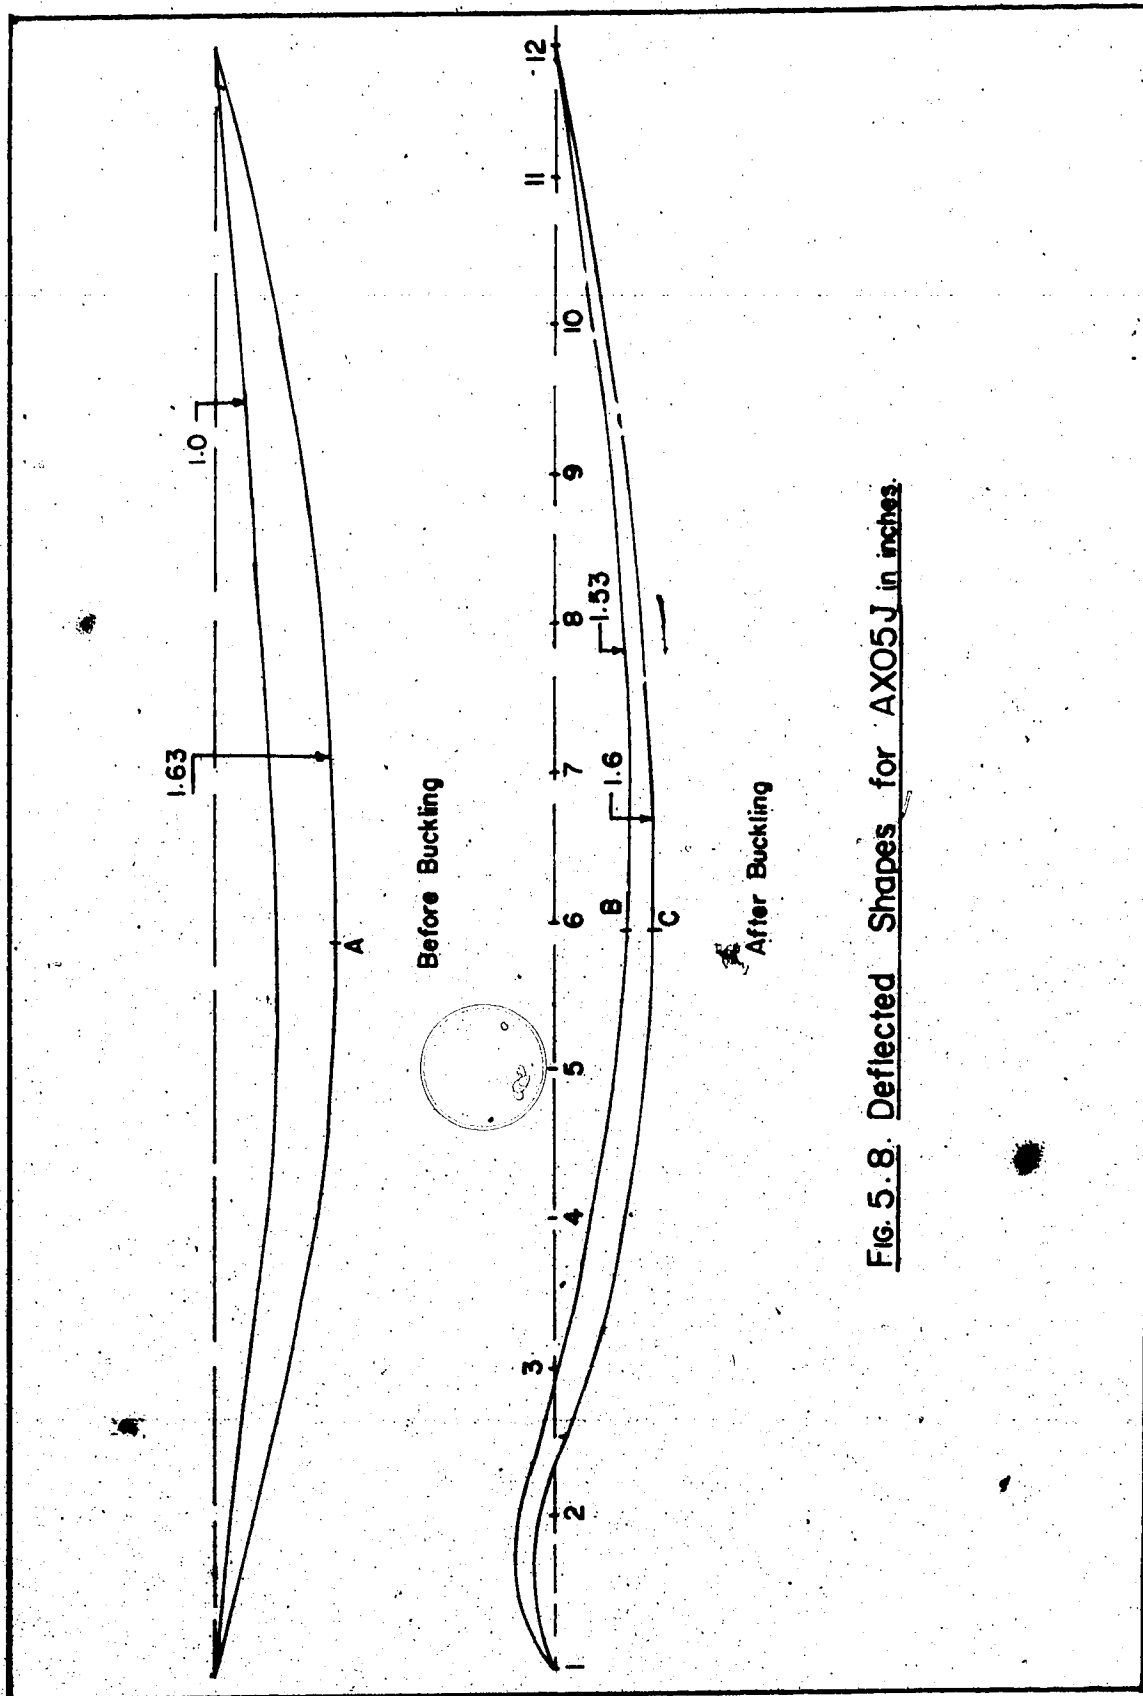 1.63
1.0
A
Before Buckling
1 2 3 4 5 6 7 8 9 10 11 12
B
C
1.6
1.53
After Buckling
FIG. 5.8. Deflected Shapes for AX05J in inches.